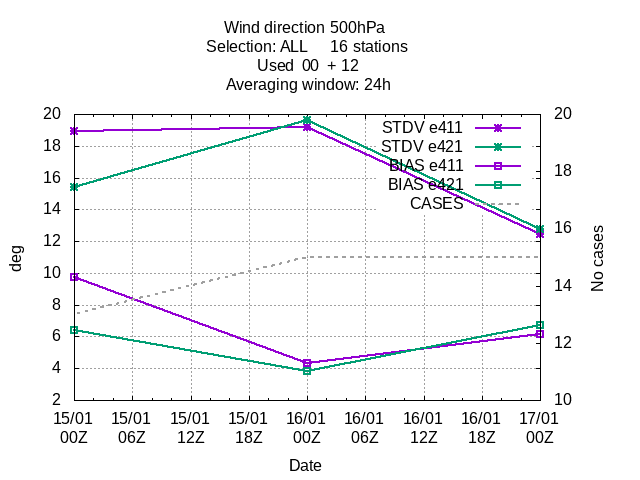 Wind direction 500hPa
Selection: ALL 16 stations
Used 00 + 12
Averaging window: 24h
20
18
16
14
12
10
8
6
4
2
deg
20
18
16
14
12
10
No cases
STDV e411
STDV e421
BIAS e411
BIAS e421
CASES
15/01 15/01 15/01 15/01 16/01 16/01 16/01 16/01 17/01
00Z 06Z 12Z 18Z 00Z 06Z 12Z 18Z 00Z
Date